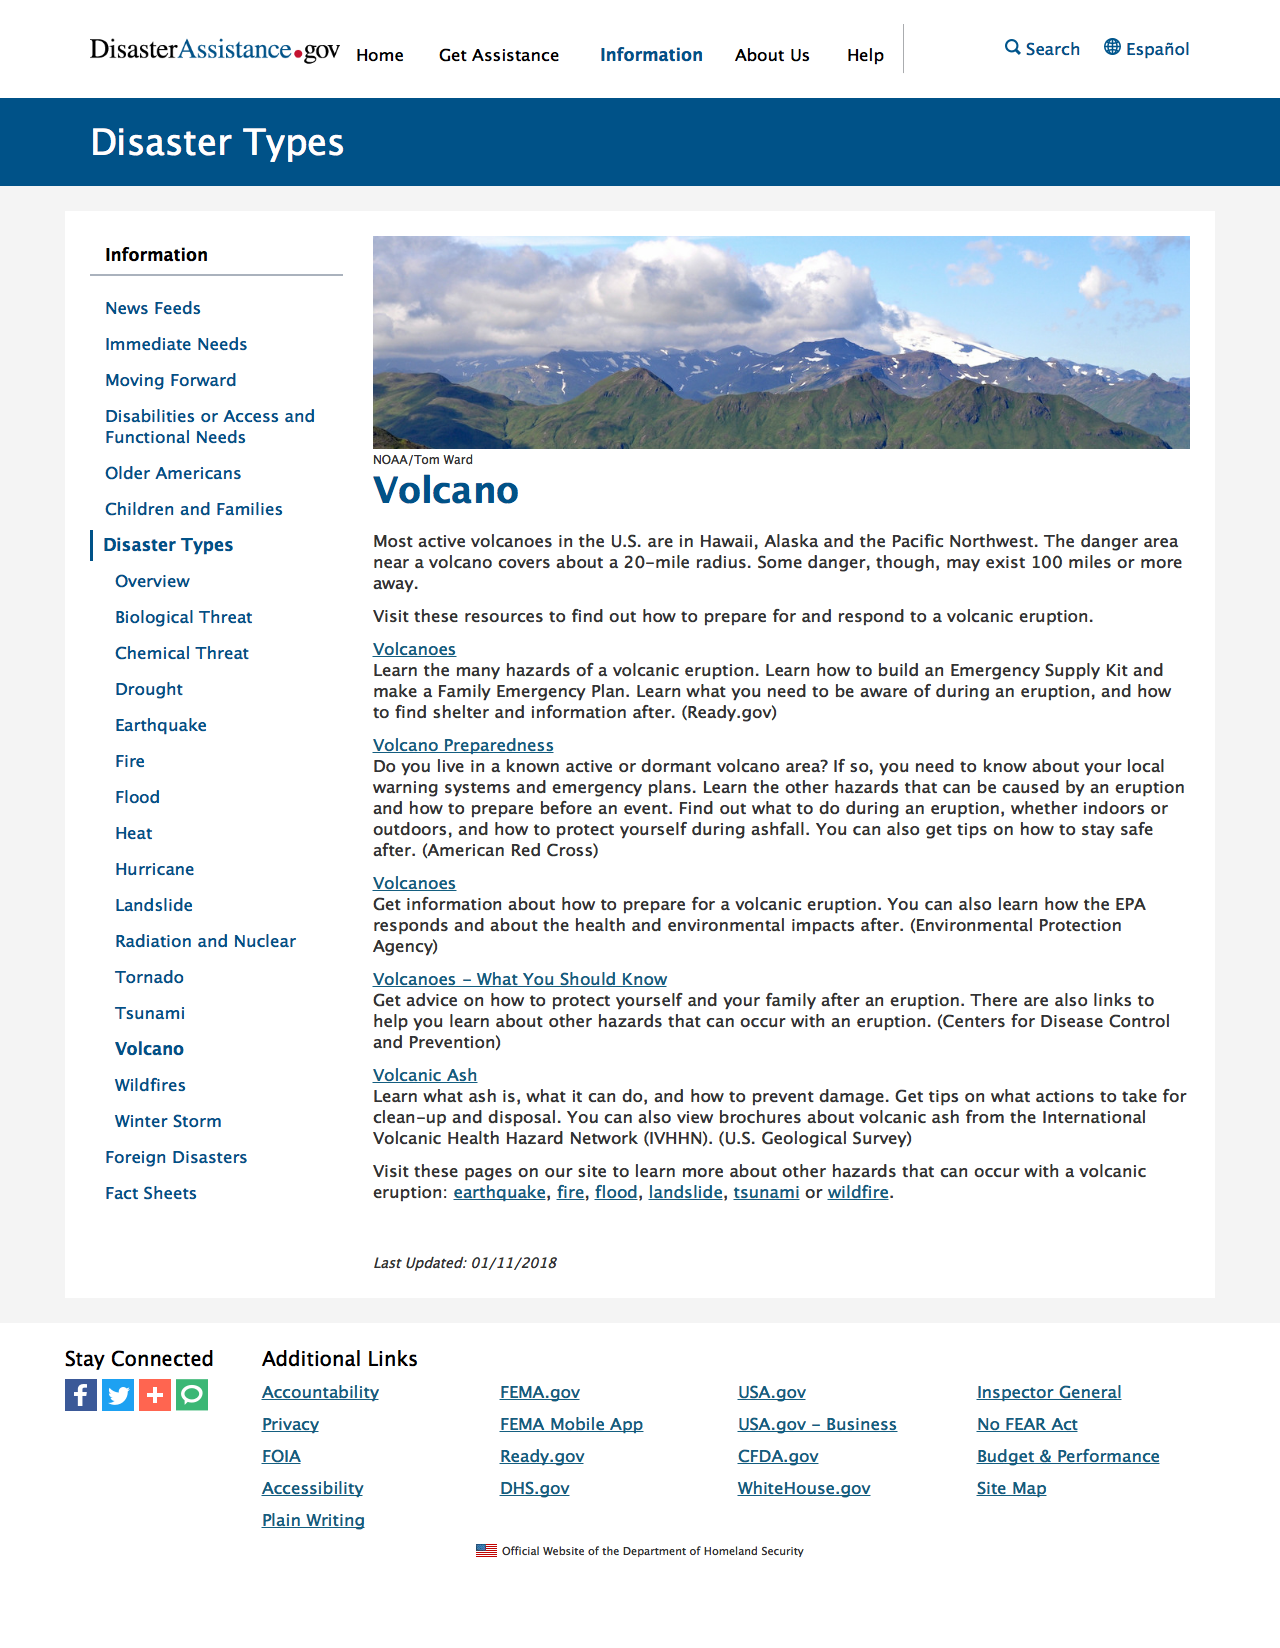 DisasterAssistance.gov
Home
Get Assistance
Information
About Us
Help
Search
Español
Disaster Types
Information
News Feeds
Immediate Needs
Moving Forward
Disabilities or Access and
Functional Needs
Older Americans
Children and Families
Disaster Types
Overview
Biological Threat
Chemical Threat
Drought
Earthquake
Fire
Flood
Heat
Hurricane
Landslide
Radiation and Nuclear
Tornado
Tsunami
Volcano
Wildfires
Winter Storm
Foreign Disasters
Fact Sheets
NOAA/Tom Ward
Volcano
Most active volcanoes in the U.S. are in Hawaii, Alaska and the Pacific Northwest. The danger area
near a volcano covers about a 20-mile radius. Some danger, though, may exist 100 miles or more
away.
Visit these resources to find out how to prepare for and respond to a volcanic eruption.
Volcanoes
Learn the many hazards of a volcanic eruption. Learn how to build an Emergency Supply Kit and
make a Family Emergency Plan. Learn what you need to be aware of during an eruption, and how
to find shelter and information after. (Ready.gov)
Volcano Preparedness
Do you live in a known active or dormant volcano area? If so, you need to know about your local
warning systems and emergency plans. Learn the other hazards that can be caused by an eruption
and how to prepare before an event. Find out what to do during an eruption, whether indoors or
outdoors, and how to protect yourself during ashfall. You can also get tips on how to stay safe
after. (American Red Cross)
Volcanoes
Get information about how to prepare for a volcanic eruption. You can also learn how the EPA
responds and about the health and environmental impacts after. (Environmental Protection
Agency)
Volcanoes - What You Should Know
Get advice on how to protect yourself and your family after an eruption. There are also links to
help you learn about other hazards that can occur with an eruption. (Centers for Disease Control
and Prevention)
Volcanic Ash
Learn what ash is, what it can do, and how to prevent damage. Get tips on what actions to take for
clean-up and disposal. You can also view brochures about volcanic ash from the International
Volcanic Health Hazard Network (IVHHN). (U.S. Geological Survey)
Visit these pages on our site to learn more about other hazards that can occur with a volcanic
eruption: earthquake, fire, flood, landslide, tsunami or wildfire.
Last Updated: 01/11/2018
Stay Connected
Additional Links
Accountability
Privacy
FOIA
Accessibility
Plain Writing
FEMA.gov
FEMA Mobile App
Ready.gov
DHS.gov
USA.gov
USA.gov - Business
CFDA.gov
WhiteHouse.gov
Inspector General
No FEAR Act
Budget & Performance
Site Map
Official Website of the Department of Homeland Security